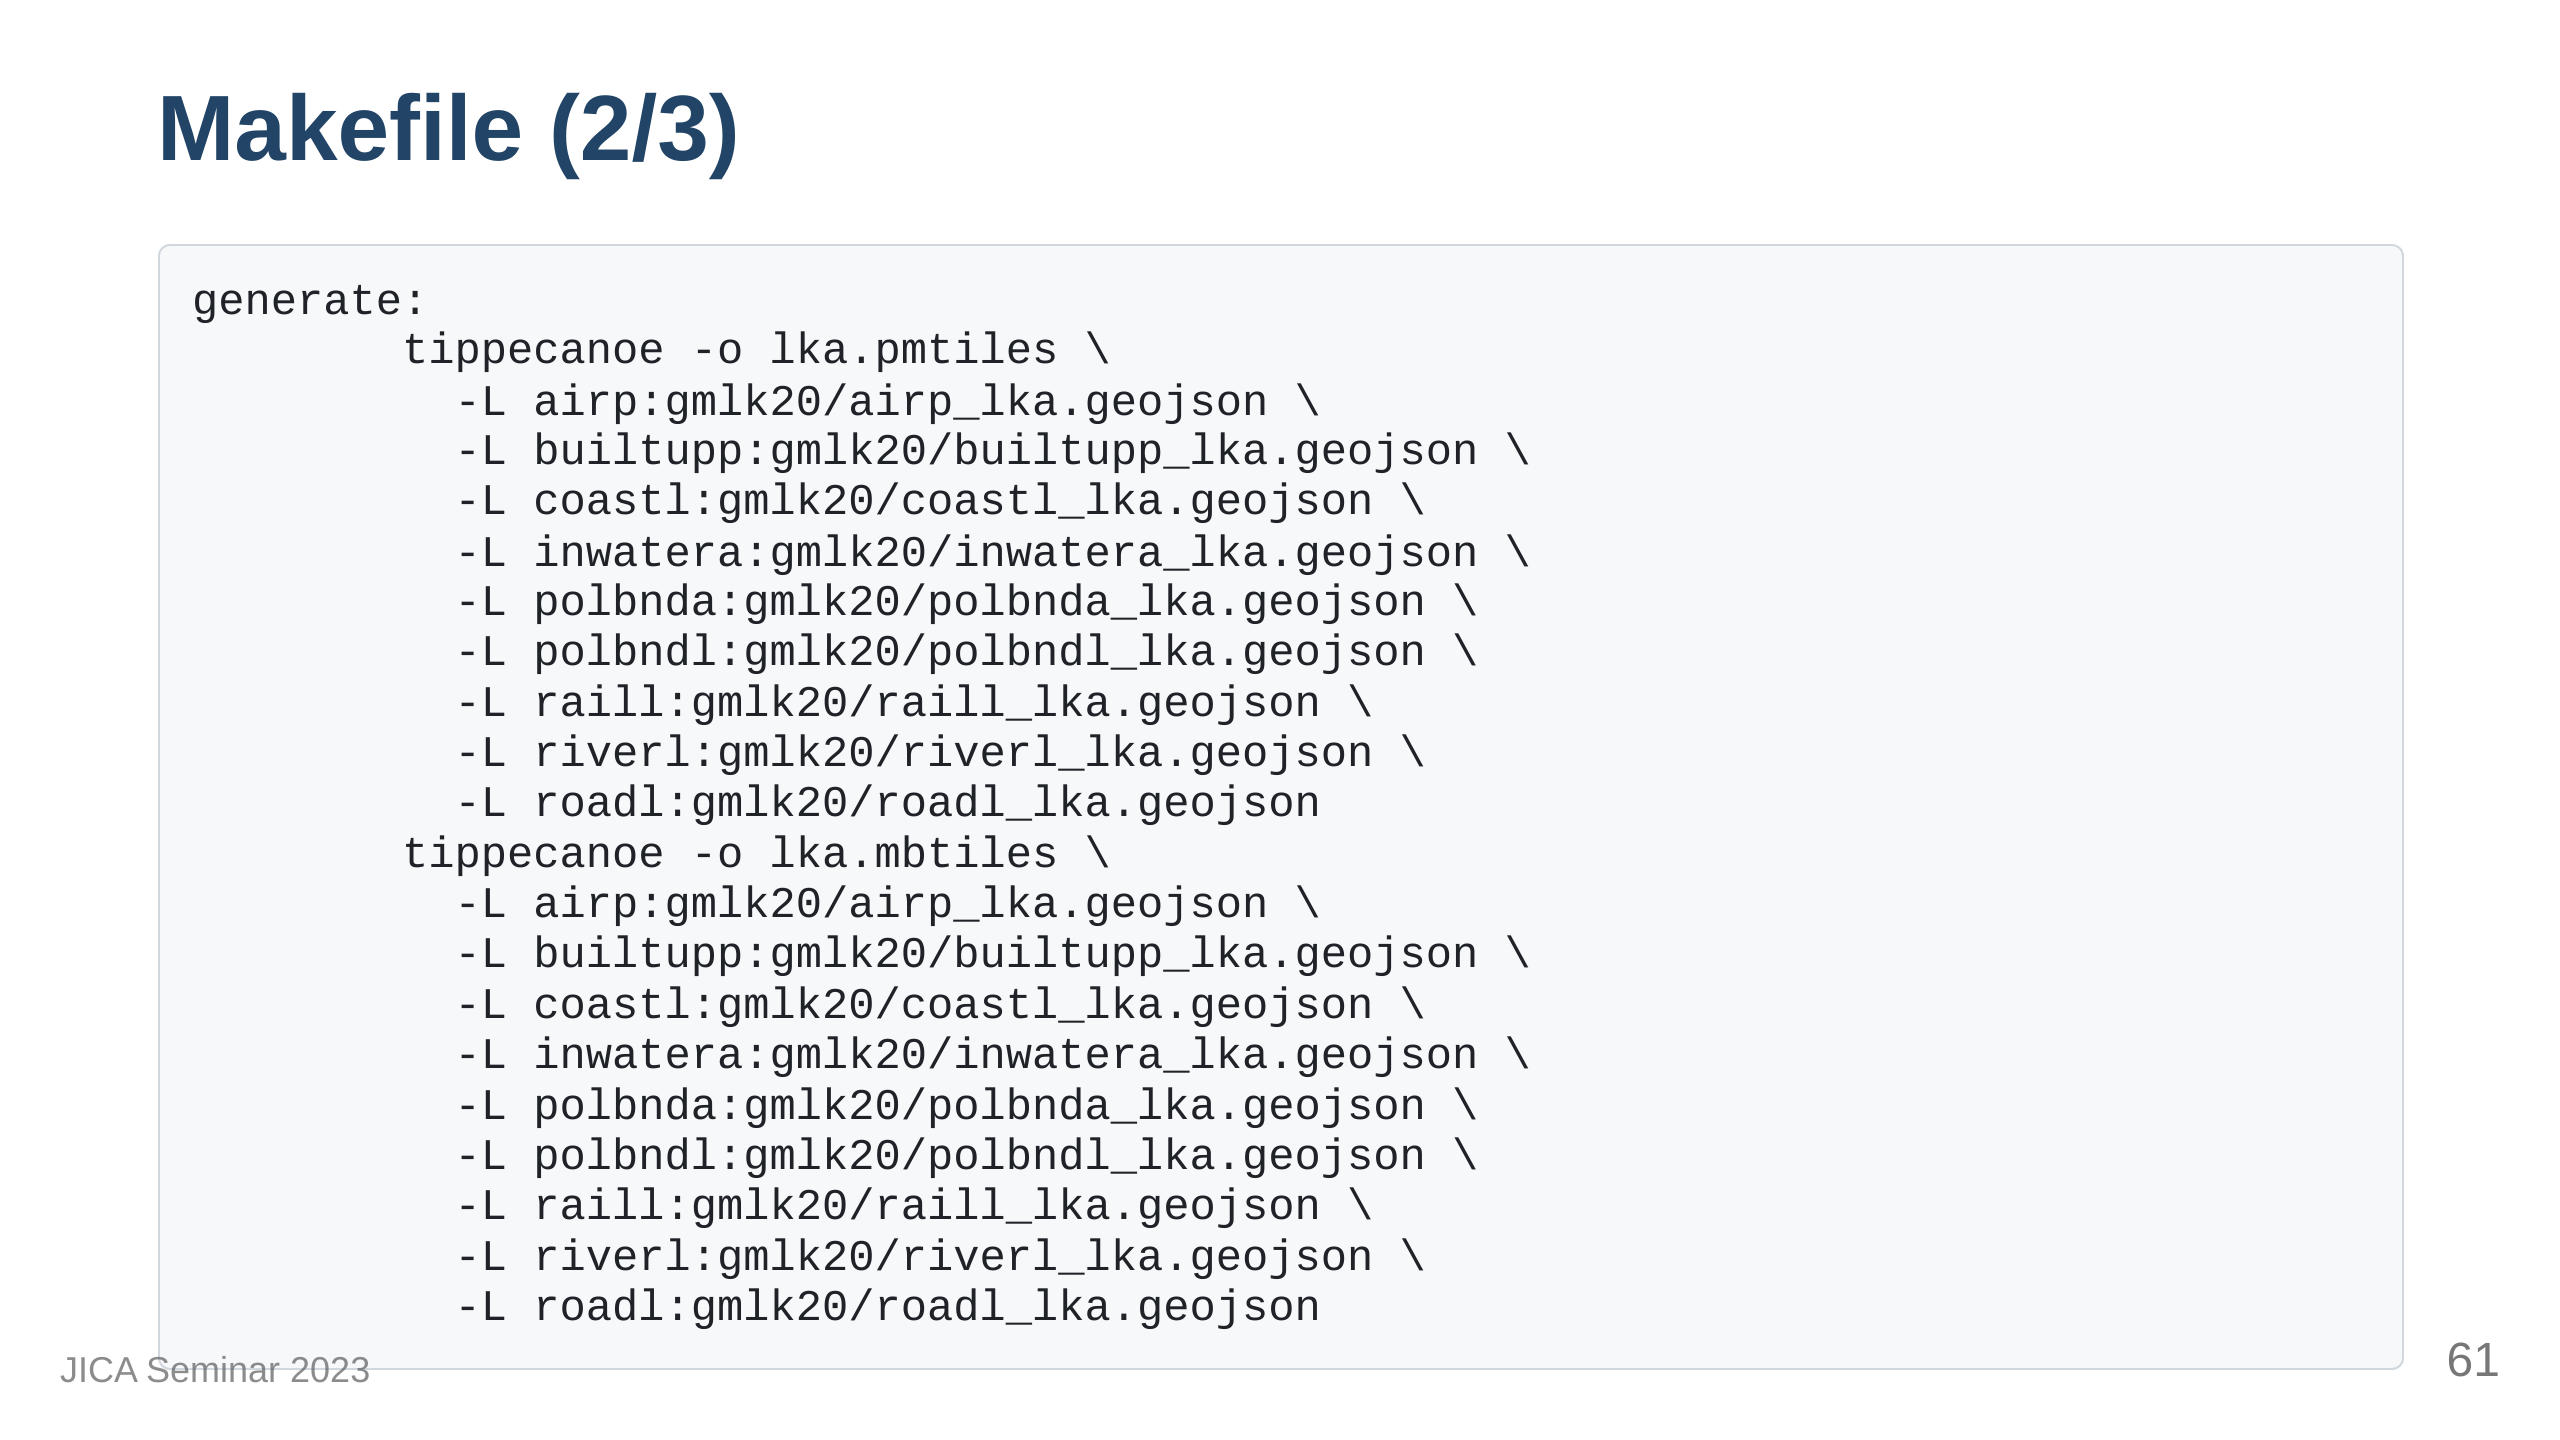 Makefile (2/3)
generate:
        tippecanoe -o lka.pmtiles \
          -L airp:gmlk20/airp_lka.geojson \
          -L builtupp:gmlk20/builtupp_lka.geojson \
          -L coastl:gmlk20/coastl_lka.geojson \
          -L inwatera:gmlk20/inwatera_lka.geojson \
          -L polbnda:gmlk20/polbnda_lka.geojson \
          -L polbndl:gmlk20/polbndl_lka.geojson \
          -L raill:gmlk20/raill_lka.geojson \
          -L riverl:gmlk20/riverl_lka.geojson \
          -L roadl:gmlk20/roadl_lka.geojson
        tippecanoe -o lka.mbtiles \
          -L airp:gmlk20/airp_lka.geojson \
          -L builtupp:gmlk20/builtupp_lka.geojson \
          -L coastl:gmlk20/coastl_lka.geojson \
          -L inwatera:gmlk20/inwatera_lka.geojson \
          -L polbnda:gmlk20/polbnda_lka.geojson \
          -L polbndl:gmlk20/polbndl_lka.geojson \
          -L raill:gmlk20/raill_lka.geojson \
          -L riverl:gmlk20/riverl_lka.geojson \
          -L roadl:gmlk20/roadl_lka.geojson
JICA Seminar 2023
61